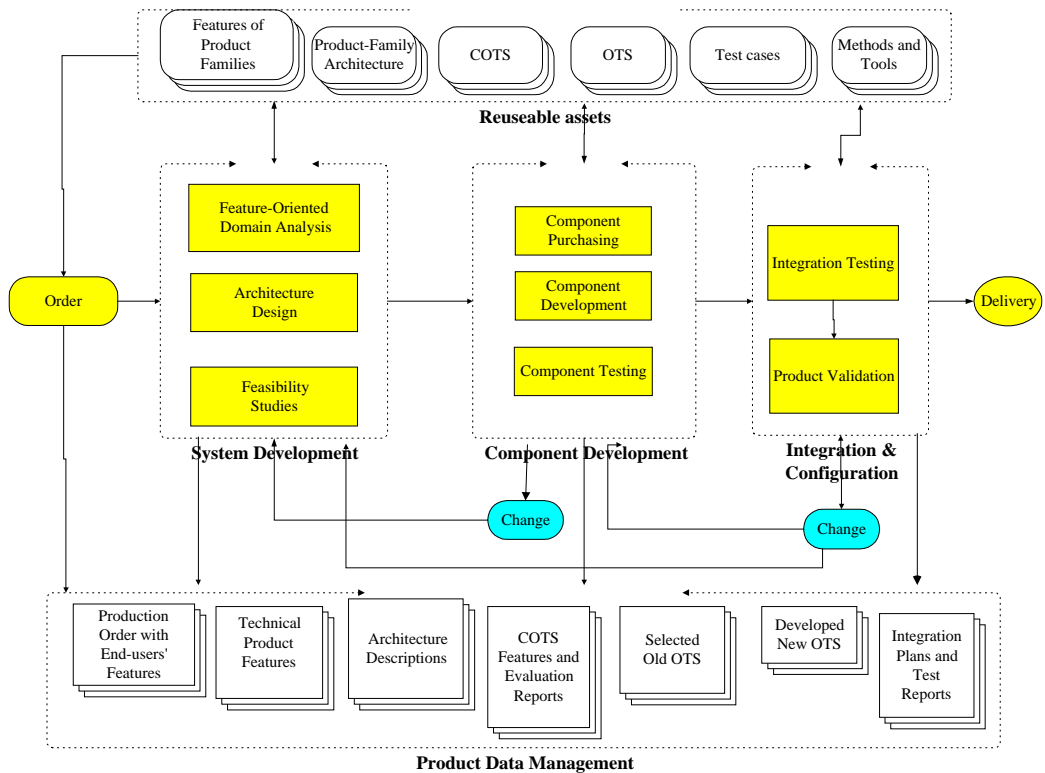 Features of
Product
Families
Product-Family
Architecture
COTS
OTS
Test cases
Methods and
Tools
Reuseable assets
Feature-Oriented
Domain Analysis
Architecture
Design
Feasibility
Studies
System Development
Component
Purchasing
Component
Development
Component Testing
Component Development
Integration Testing
Product Validation
Integration &
Configuration
Order
Delivery
Change
Change
Production
Order with
End-users'
Features
Technical
Product
Features
Architecture
Descriptions
COTS
Features and
Evaluation
Reports
Selected
Old OTS
Developed
New OTS
Integration
Plans and
Test
Reports
Product Data Management